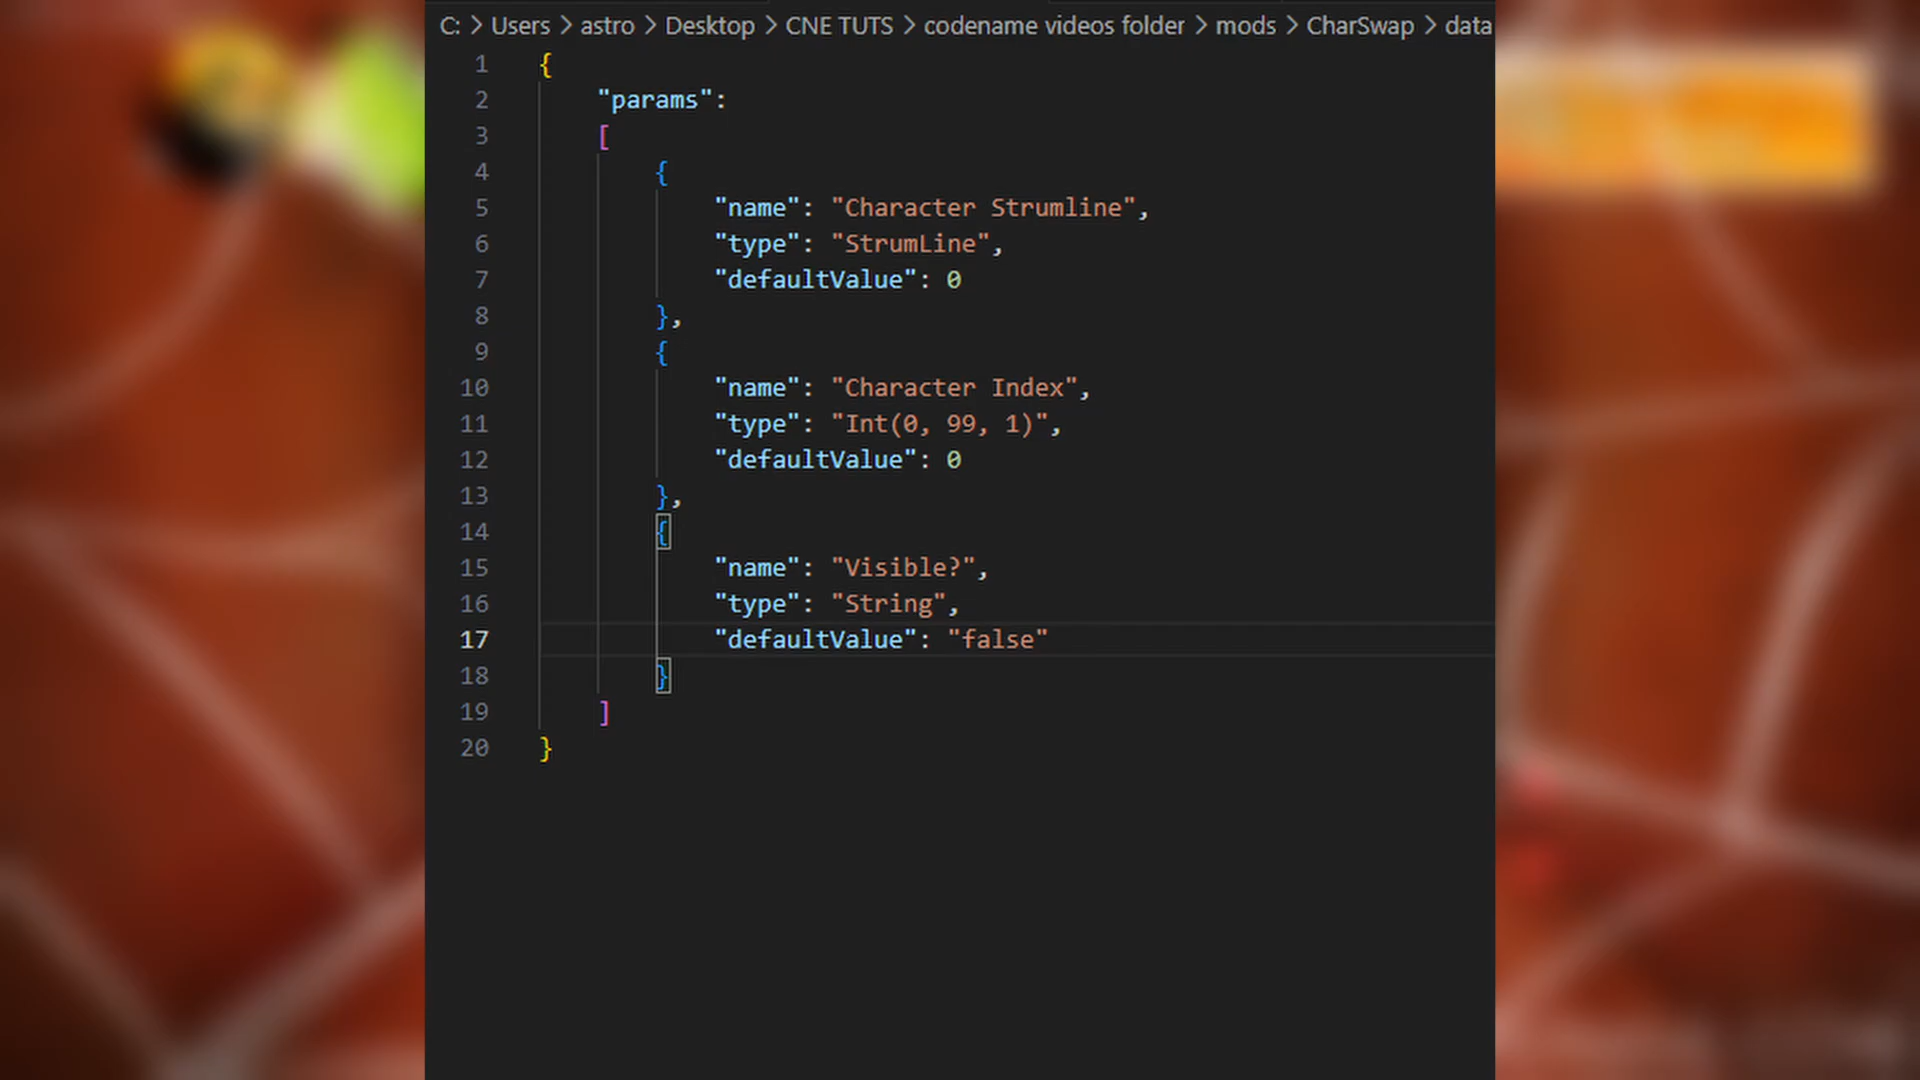 C: > Users > astro > Desktop > CNE TUTS > codename videos folder > mods > CharSwap > data
1 {
2 "params":
3 [
4 {
5 "name": "Character Strumline",
6 "type": "StrumLine",
7 "defaultValue": 0
8 },
9 {
10 "name": "Character Index",
11 "type": "Int(0, 99, 1)",
12 "defaultValue": 0
13 },
14 {
15 "name": "Visible?",
16 "type": "String",
17 "defaultValue": "false"
18 }
19 ]
20 }